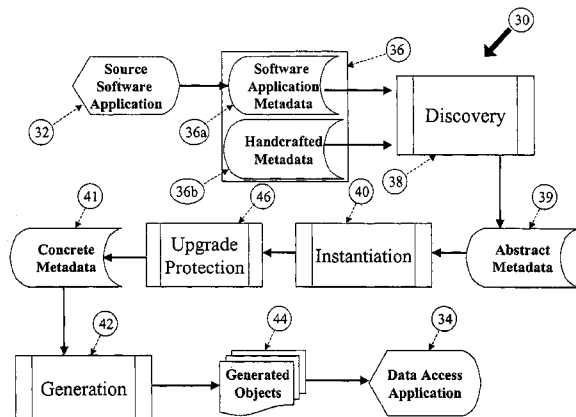 30
Source
Software
Application
32
Software
Application
Metadata
36
36a
Handcrafted
Metadata
36b
Discovery
38
41
46
40
39
Concrete
Metadata
Upgrade
Protection
Instantiation
Abstract
Metadata
42
44
34
Generation
Generated
Objects
Data Access
Application